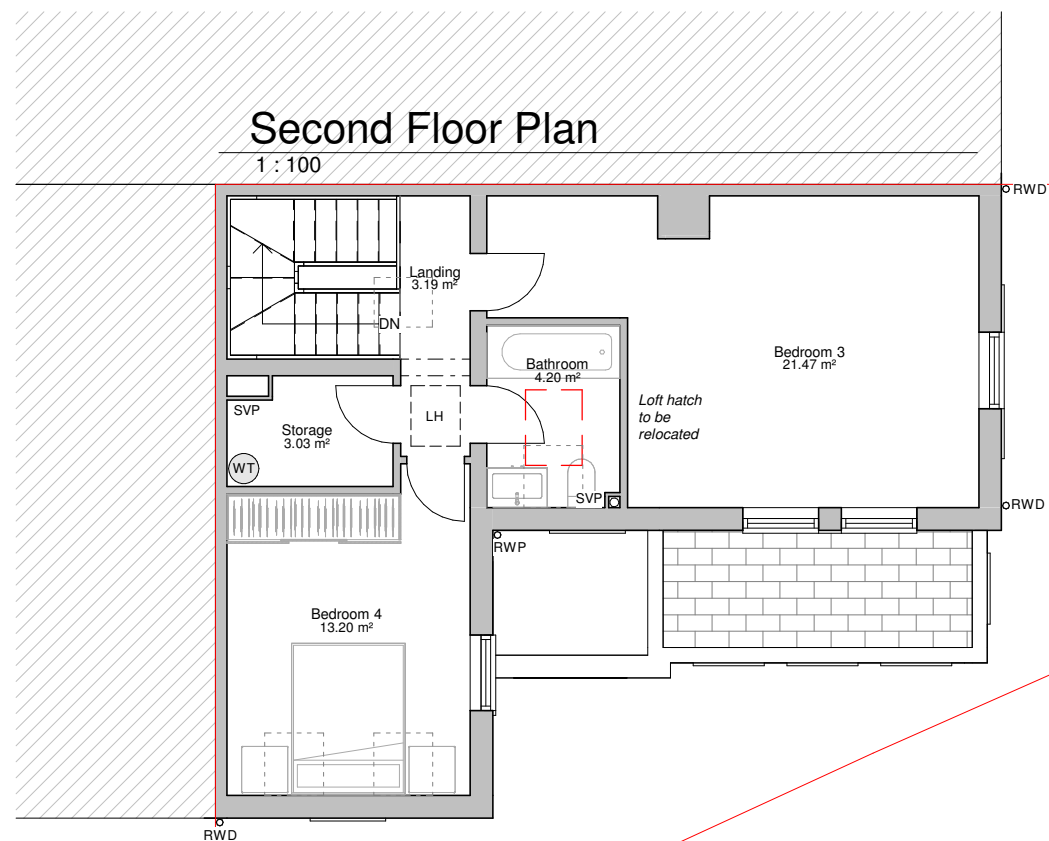 Second Floor Plan
1 : 100
RWD
Landing
3.19 m²
DN
Bedroom 3
21.47 m²
Bathroom
4.20 m²
SVP
Storage
3.03 m²
LH
Loft hatch
to be
relocated
WT
SVP
RWD
RWP
Bedroom 4
13.20 m²
RWD